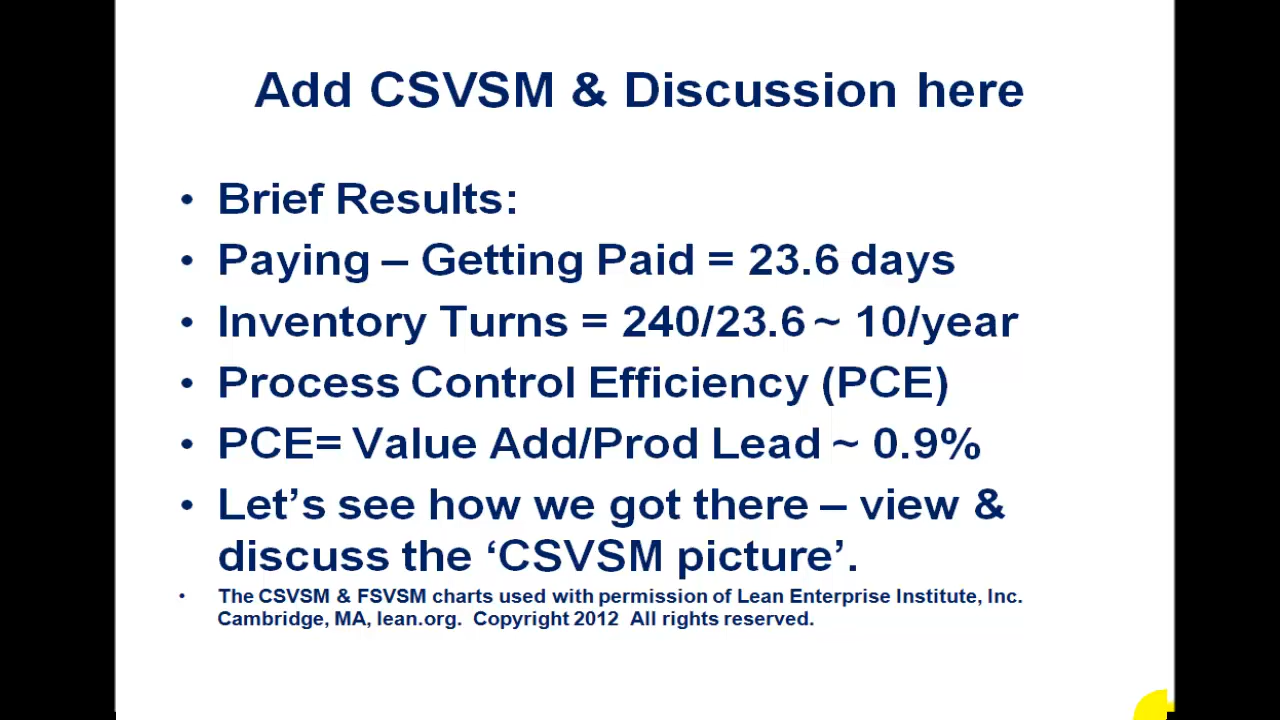 Add CSVSM & Discussion here
• Brief Results:
• Paying – Getting Paid = 23.6 days
• Inventory Turns = 240/23.6 ~ 10/year
• Process Control Efficiency (PCE)
• PCE= Value Add/Prod Lead ~ 0.9%
• Let’s see how we got there – view &
discuss the ‘CSVSM picture’.
• The CSVSM & FSVSM charts used with permission of Lean Enterprise Institute, Inc.
Cambridge, MA, lean.org. Copyright 2012 All rights reserved.